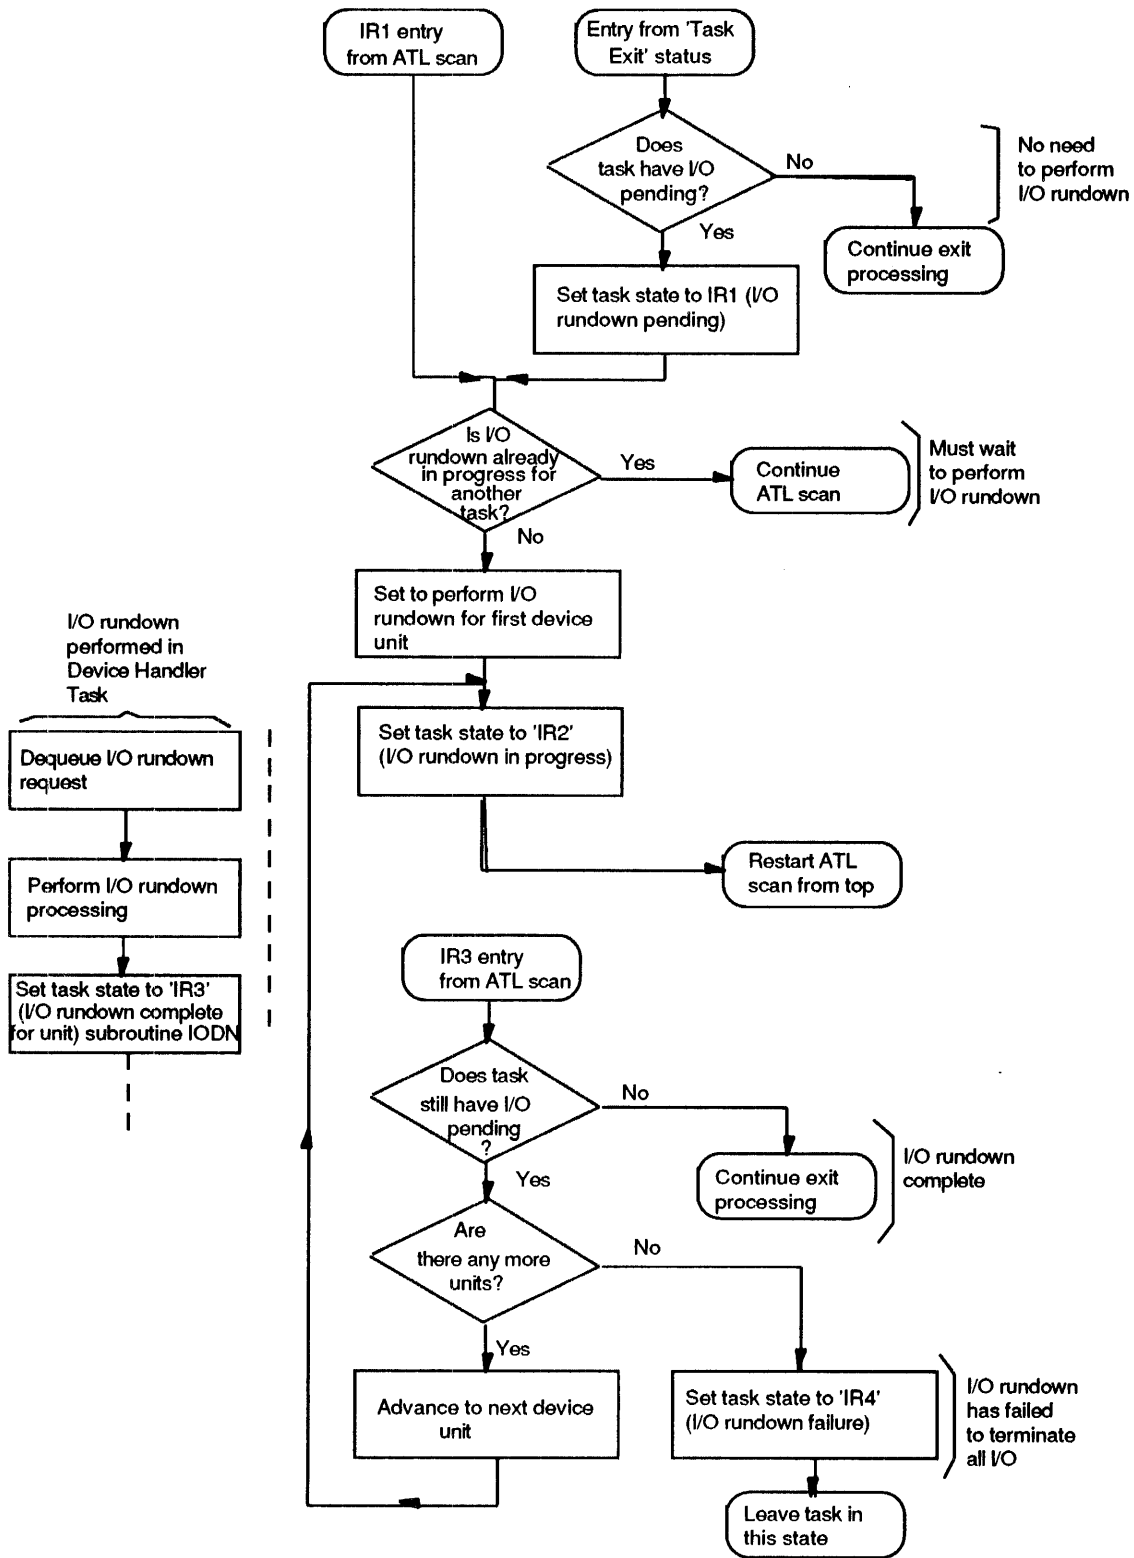 IR1 entry
from ATL scan
Entry from 'Task
Exit' status
Does
task have I/O
pending?
No
Yes
No need
to perform
I/O rundown
Continue exit
processing
Set task state to IR1 (I/O
rundown pending)
Is I/O
rundown already
in progress for
another
task?
Yes
No
Continue
ATL scan
Must wait
to perform
I/O rundown
Set to perform I/O
rundown for first device
unit
I/O rundown
performed in
Device Handler
Task
Dequeue I/O rundown
request
Perform I/O rundown
processing
Set task state to 'IR3'
(I/O rundown complete
for unit) subroutine IODN
Set task state to 'IR2'
(I/O rundown in progress)
Restart ATL
scan from top
IR3 entry
from ATL scan
Does task
still have I/O
pending
?
No
Yes
Continue exit
processing
I/O rundown
complete
Are
there any more
units?
No
Yes
Advance to next device
unit
Set task state to 'IR4'
(I/O rundown failure)
I/O rundown
has failed
to terminate
all I/O
Leave task in
this state